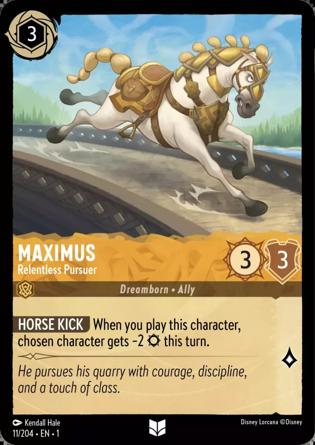 3
MAXIMUS
Relentless Pursuer
3 3
Dreamborn • Ally
HORSE KICK When you play this character,
chosen character gets -2 this turn.
He pursues his quarry with courage, discipline,
and a touch of class.
Kendall Hale
11/204 • EN • 1
Disney Lorcana ©Disney